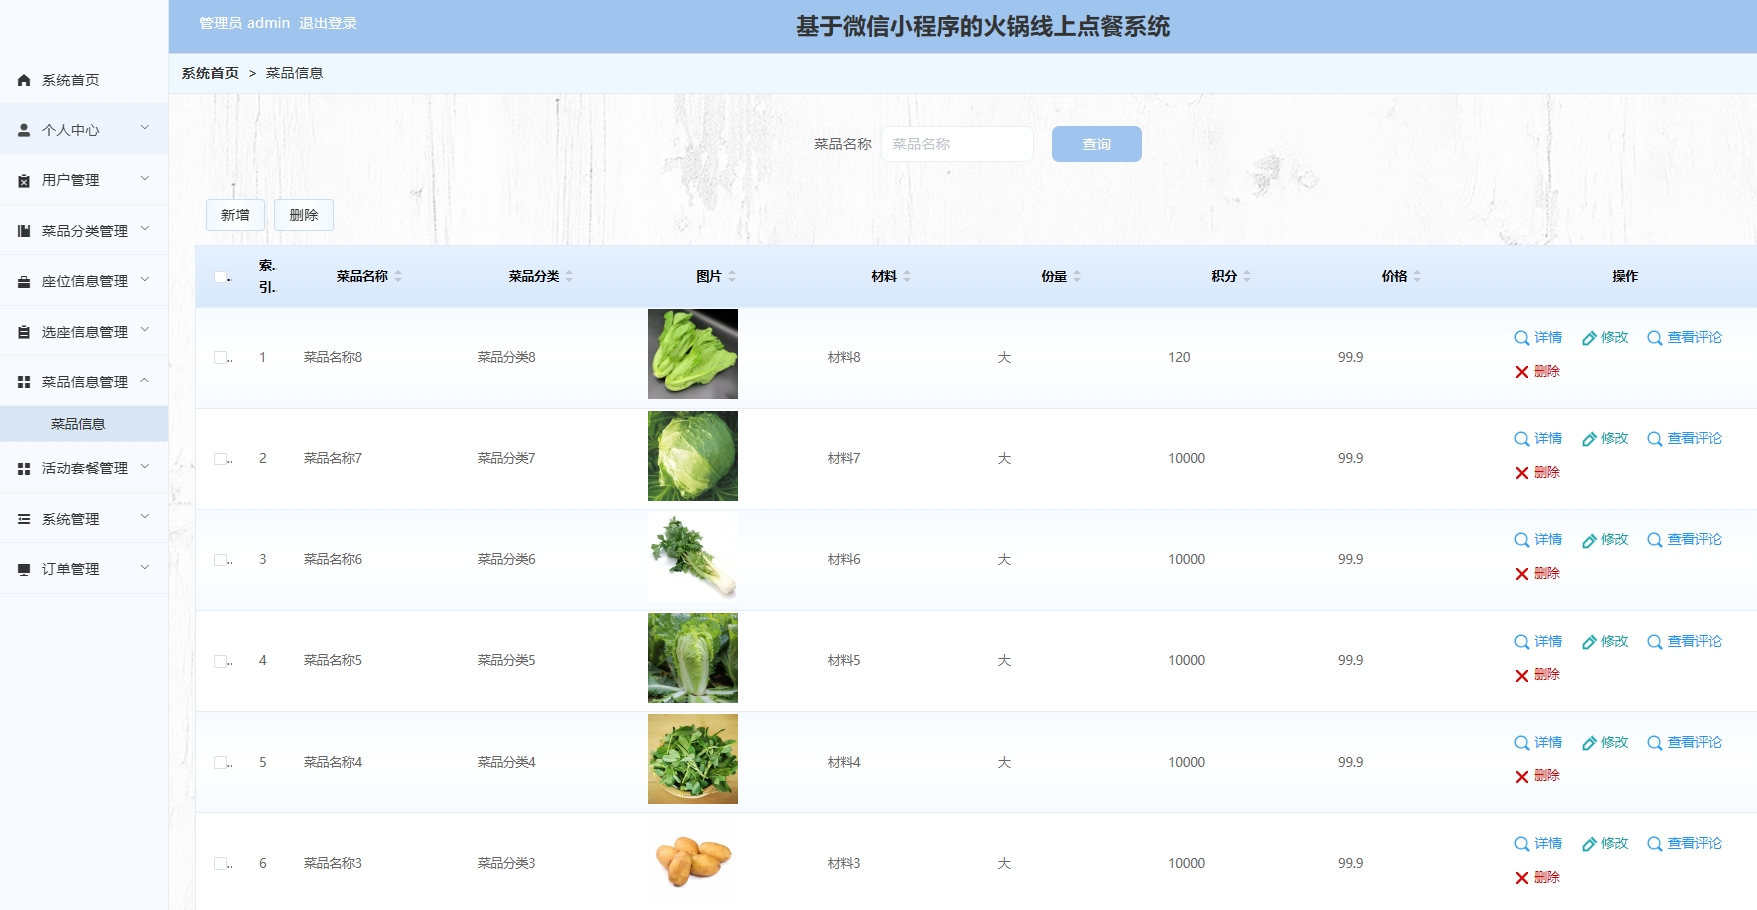 管理员 admin 退出登录
基于微信小程序的火锅线上点餐系统
系统首页
个人中心
用户管理
菜品分类管理
座位信息管理
选座信息管理
菜品信息管理
菜品信息
活动套餐管理
系统管理
订单管理
系统首页 > 菜品信息
菜品名称 菜品名称 查询
新增 删除
索.. 引.. 菜品名称 菜品分类 图片 材料 份量 积分 价格 操作
1 菜品名称8 菜品分类8 材料8 大 120 99.9 详情 修改 查看评论
删除
2 菜品名称7 菜品分类7 材料7 大 10000 99.9 详情 修改 查看评论
删除
3 菜品名称6 菜品分类6 材料6 大 10000 99.9 详情 修改 查看评论
删除
4 菜品名称5 菜品分类5 材料5 大 10000 99.9 详情 修改 查看评论
删除
5 菜品名称4 菜品分类4 材料4 大 10000 99.9 详情 修改 查看评论
删除
6 菜品名称3 菜品分类3 材料3 大 10000 99.9 详情 修改 查看评论
删除